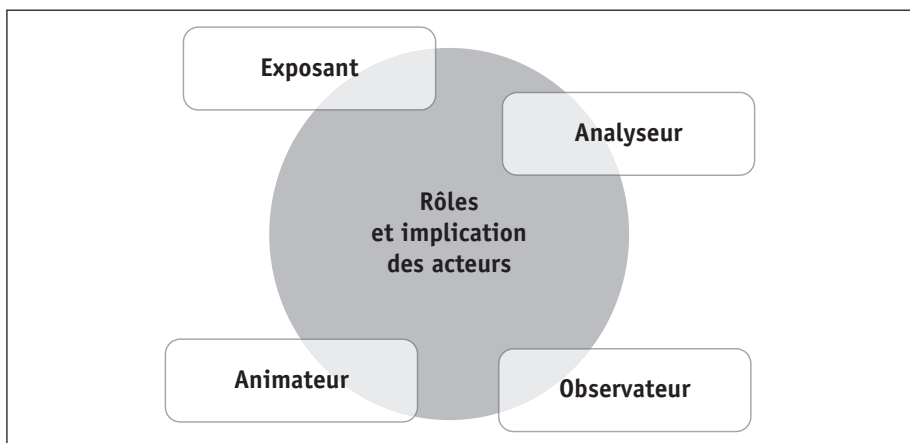 Exposant
Analyseur
Rôles
et implication
des acteurs
Animateur
Observateur